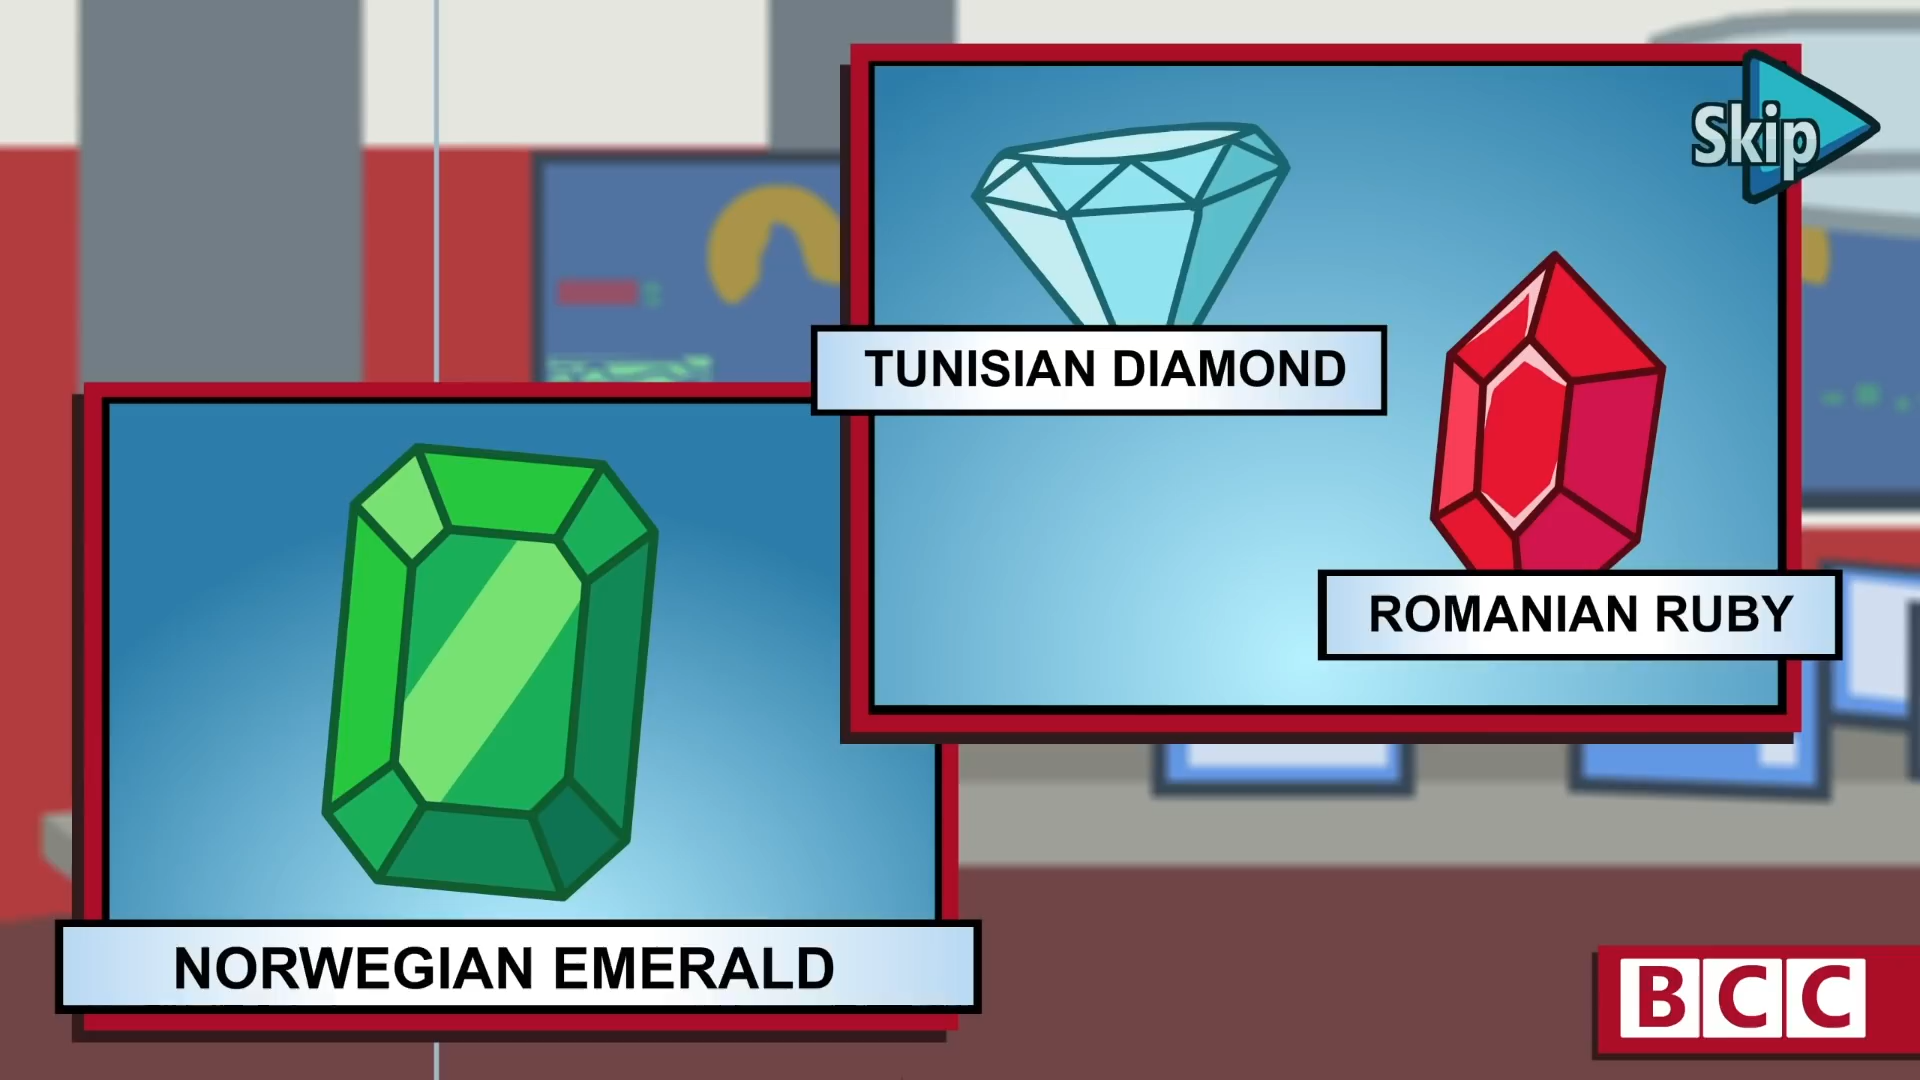 Skip
TUNISIAN DIAMOND
ROMANIAN RUBY
NORWEGIAN EMERALD
BCC